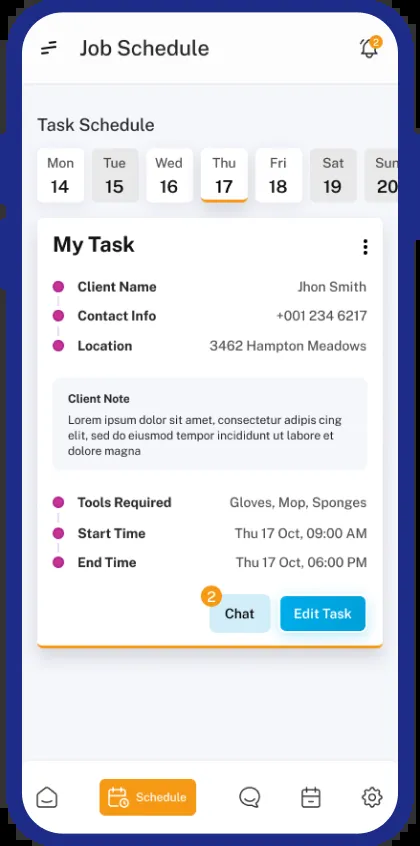 Job Schedule
2
Task Schedule
Mon Tue Wed Thu Fri Sat Sun
14 15 16 17 18 19 20
My Task
Client Name Jhon Smith
Contact Info +001 234 6217
Location 3462 Hampton Meadows
Client Note
Lorem ipsum dolor sit amet, consectetur adipis cing
elit, sed do eiusmod tempor incididunt ut labore et
dolore magna
Tools Required Gloves, Mop, Sponges
Start Time Thu 17 Oct, 09:00 AM
End Time Thu 17 Oct, 06:00 PM
2
Chat Edit Task
Schedule